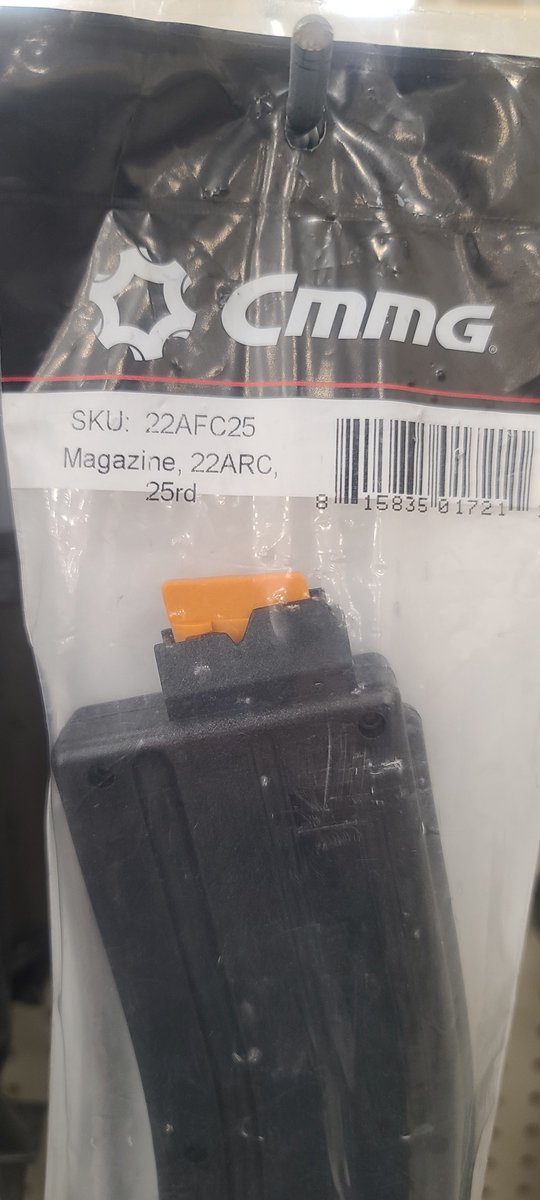 CMMG®
SKU: 22AFC25
Magazine, 22ARC,
25rd
8 15835 01721